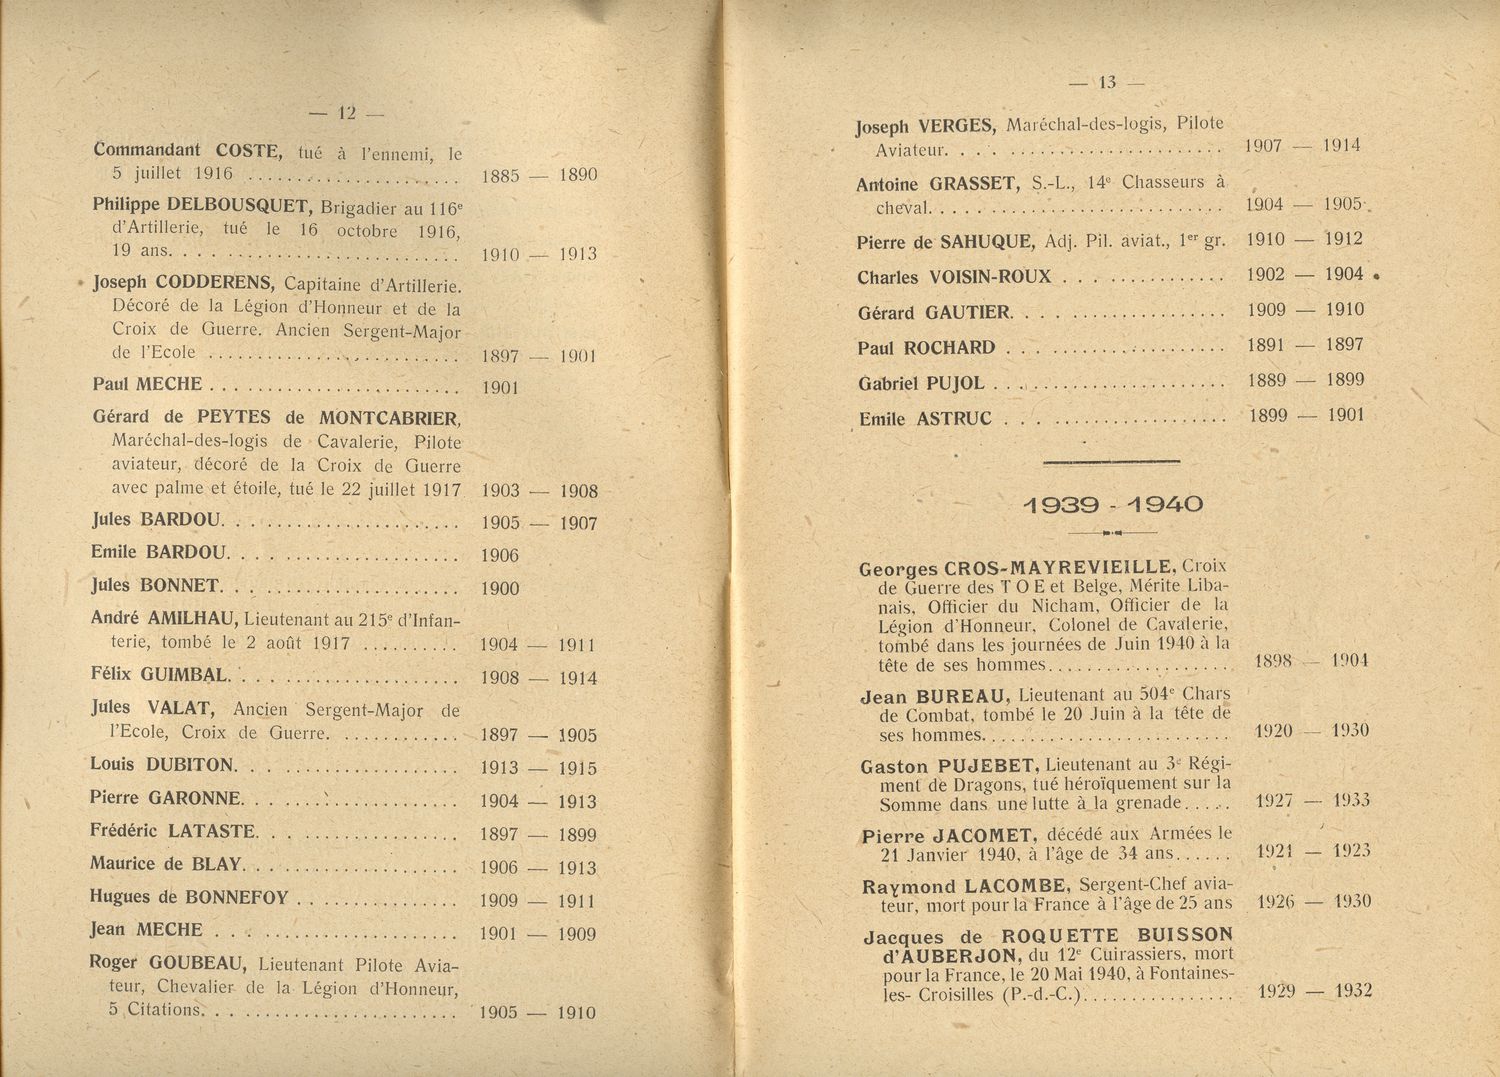 — 12 —
Commandant COSTE, tué à l'ennemi, le
5 juillet 1916 .................... 1885 — 1890
Philippe DELBOUSQUET, Brigadier au 116e
d'Artillerie, tué le 16 octobre 1916,
19 ans. .................... 1910 — 1913
Joseph CODDERENS, Capitaine d'Artillerie.
Décoré de la Légion d'Honneur et de la
Croix de Guerre. Ancien Sergent-Major
de l'Ecole .................... 1897 — 1901
Paul MECHE .................... 1901
Gérard de PEYTES de MONTCABRIER,
Maréchal-des-logis de Cavalerie, Pilote
aviateur, décoré de la Croix de Guerre
avec palme et étoile, tué le 22 juillet 1917 1903 — 1908
Jules BARDOU. .................... 1905 — 1907
Emile BARDOU. .................... 1906
Jules BONNET. .................... 1900
André AMILHAU, Lieutenant au 215e d'Infan-
terie, tombé le 2 août 1917 .......... 1904 — 1911
Félix GUIMBAL. .................... 1908 — 1914
Jules VALAT, Ancien Sergent-Major de
l'Ecole, Croix de Guerre. ............ 1897 — 1905
Louis DUBITON. .................... 1913 — 1915
Pierre GARONNE. .................... 1904 — 1913
Frédéric LATASTE. .................... 1897 — 1899
Maurice de BLAY. .................... 1906 — 1913
Hugues de BONNEFOY .............. 1909 — 1911
Jean MECHE .................... 1901 — 1909
Roger GOUBEAU, Lieutenant Pilote Avia-
teur, Chevalier de la Légion d'Honneur,
5 Citations. .................... 1905 — 1910
— 13 —
Joseph VERGES, Maréchal-des-logis, Pilote
Aviateur. .................... 1907 — 1914
Antoine GRASSET, S.-L., 14e Chasseurs à
cheval. .................... 1904 — 1905
Pierre de SAHUQUE, Adj. Pil. aviat., 1er gr. 1910 — 1912
Charles VOISIN-ROUX .............. 1902 — 1904
Gérard GAUTIER. .................... 1909 — 1910
Paul ROCHARD .................... 1891 — 1897
Gabriel PUJOL .................... 1889 — 1899
Emile ASTRUC .................... 1899 — 1901
1939 - 1940
Georges CROS-MAYREVIEILLE, Croix
de Guerre des T O E et Belge, Mérite Liba-
nais, Officier du Nicham, Officier de la
Légion d'Honneur, Colonel de Cavalerie,
tombé dans les journées de Juin 1940 à la
tête de ses hommes. .................. 1898 — 1904
Jean BUREAU, Lieutenant au 504e Chars
de Combat, tombé le 20 Juin à la tête de
ses hommes. .................... 1920 — 1930
Gaston PUJEBET, Lieutenant au 3e Régi-
ment de Dragons, tué héroïquement sur la
Somme dans une lutte à la grenade. .... 1927 — 1933
Pierre JACOMET, décédé aux Armées le
21 Janvier 1940, à l'âge de 34 ans...... 1921 — 1923
Raymond LACOMBE, Sergent-Chef avia-
teur, mort pour la France à l'âge de 25 ans 1926 — 1930
Jacques de ROQUETTE BUISSON
d'AUBERJON, du 12e Cuirassiers, mort
pour la France, le 20 Mai 1940, à Fontaines-
les- Croisilles (P.-d.-C.)................ 1929 — 1932